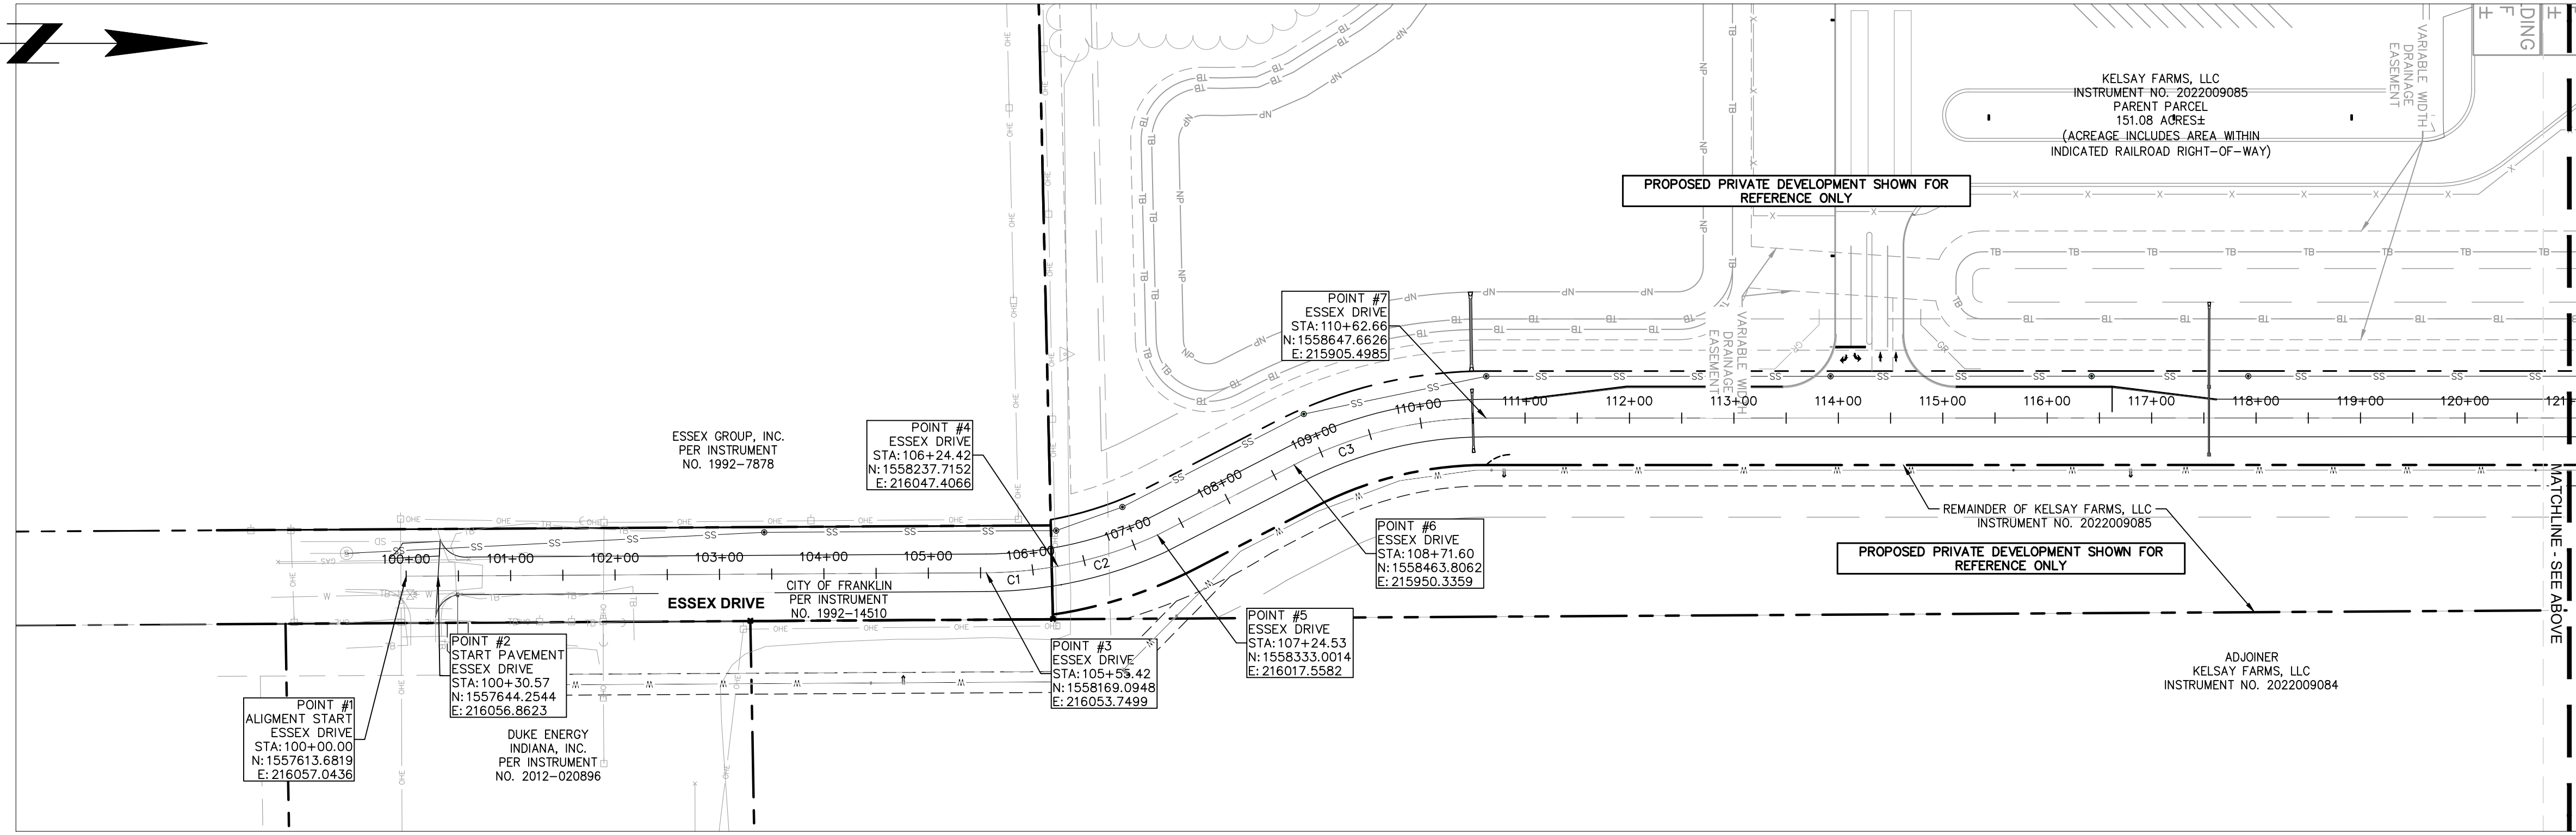 KELSAY FARMS, LLC
INSTRUMENT NO. 2022009085
PARENT PARCEL
151.08 ACRES±
(ACREAGE INCLUDES AREA WITHIN
INDICATED RAILROAD RIGHT-OF-WAY)
VARIABLE WIDTH
DRAINAGE
EASEMENT
PROPOSED PRIVATE DEVELOPMENT SHOWN FOR
REFERENCE ONLY
POINT #7
ESSEX DRIVE
STA: 110+62.66
N: 1558647.6626
E: 215905.4985
VARIABLE WIDTH
DRAINAGE
EASEMENT
ESSEX GROUP, INC.
PER INSTRUMENT
NO. 1992-7878
POINT #4
ESSEX DRIVE
STA: 106+24.42
N: 1558237.7152
E: 216047.4066
100+00 101+00 102+00 103+00 104+00 105+00 106+00 107+00 108+00 109+00 110+00 111+00 112+00 113+00 114+00 115+00 116+00 117+00 118+00 119+00 120+00
C1
C2
C3
ESSEX DRIVE
CITY OF FRANKLIN
PER INSTRUMENT
NO. 1992-14510
POINT #6
ESSEX DRIVE
STA: 108+71.60
N: 1558463.8062
E: 215950.3359
REMAINDER OF KELSAY FARMS, LLC
INSTRUMENT NO. 2022009085
PROPOSED PRIVATE DEVELOPMENT SHOWN FOR
REFERENCE ONLY
MATCHLINE - SEE ABOVE
POINT #5
ESSEX DRIVE
STA: 107+24.53
N: 1558333.0014
E: 216017.5582
POINT #2
START PAVEMENT
ESSEX DRIVE
STA: 100+30.57
N: 1557644.2544
E: 216056.8623
POINT #3
ESSEX DRIVE
STA: 105+55.42
N: 1558169.0948
E: 216053.7499
POINT #1
ALIGMENT START
ESSEX DRIVE
STA: 100+00.00
N: 1557613.6819
E: 216057.0436
DUKE ENERGY
INDIANA, INC.
PER INSTRUMENT
NO. 2012-020896
ADJOINER
KELSAY FARMS, LLC
INSTRUMENT NO. 2022009084